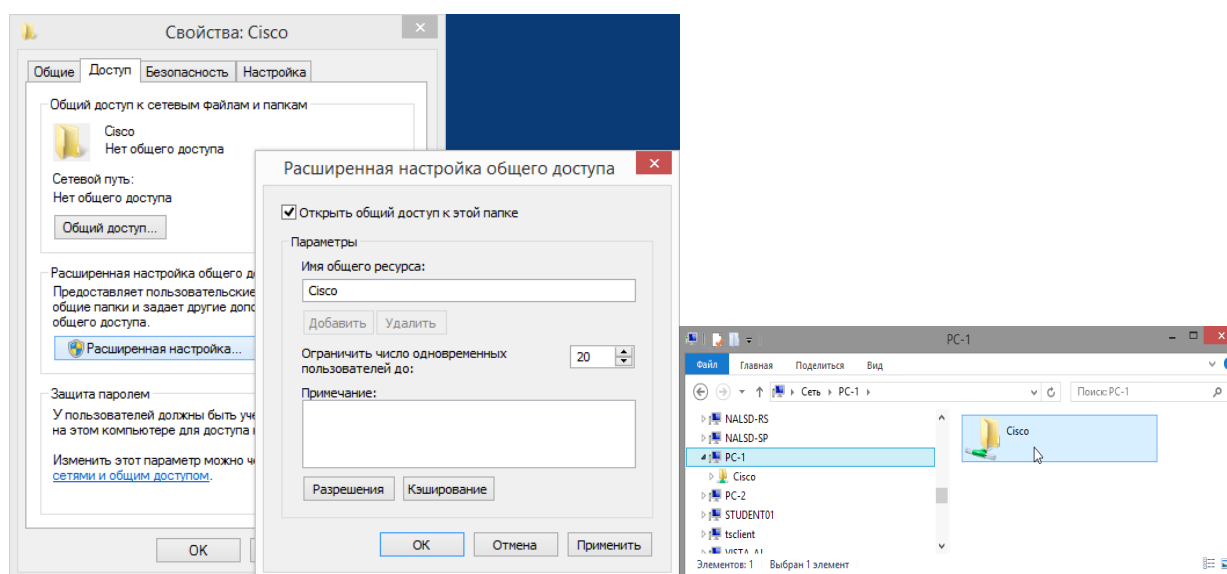 Свойства: Cisco
Общие Доступ Безопасность Настройка
Общий доступ к сетевым файлам и папкам
Cisco
Нет общего доступа
Сетевой путь:
Нет общего доступа
Общий доступ...
Расширенная настройка общего
Предоставляет пользовательские
общие папки и задает другие
общего доступа.
Расширенная настройка...
Защита паролем
У пользователей должны быть
на этом компьютере для доступа
Изменить этот параметр можно
сетями и общим доступом.
ОК
Расширенная настройка общего доступа
Открыть общий доступ к этой папке
Параметры
Имя общего ресурса:
Cisco
Добавить Удалить
Ограничить число одновременных
пользователей до:
20
Примечание:
Разрешения Кэширование
ОК Отмена Применить
PC-1
Файл Главная Поделиться Вид
Сеть PC-1 Поиск: PC-1
NALSD-RS
NALSD-SP
PC-1
Cisco
PC-2
STUDENT01
tsclient
Cisco
Элементов: 1 Выбран 1 элемент